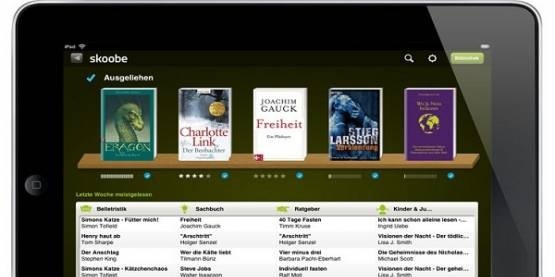 iPad
skoobe
Bibliothek
Ausgeliehen
ERAGON
Charlotte
Link
Der Beobachter
JOACHIM
GAUCK
Freiheit
Ein Plädoyer
STIEG
LARSSON
Verblendung
Letzte Woche meistgelesen
Belletristik
Sachbuch
Ratgeber
Kinder & Ju...
Simons Katze - Fütter mich!
Simon Tofield
Freiheit
Joachim Gauck
40 Tage Fasten
Timm Kruse
Ich kann schon alleine lesen -...
Ingrid Uebe
Henry haut ab
Tom Sharpe
"Arschtritt"
Holger Senzel
"Arschtritt"
Holger Senzel
Visionen der Nacht - Der tödlic...
Lisa J. Smith
Der Anschlag
Stephen King
Wer die Kälte liebt
Tilmann Bünz
Vier minus drei
Barbara Pachl-Eberhart
Die Geheimnisse des Nicholas...
Michael Scott
Simons Katze - Kätzchenchaos
Simon Tofield
Steve Jobs
Walter Isaacson
Individuell fasten
Ralf Moll
Visionen der Nacht - Der geheim...
Lisa J. Smith